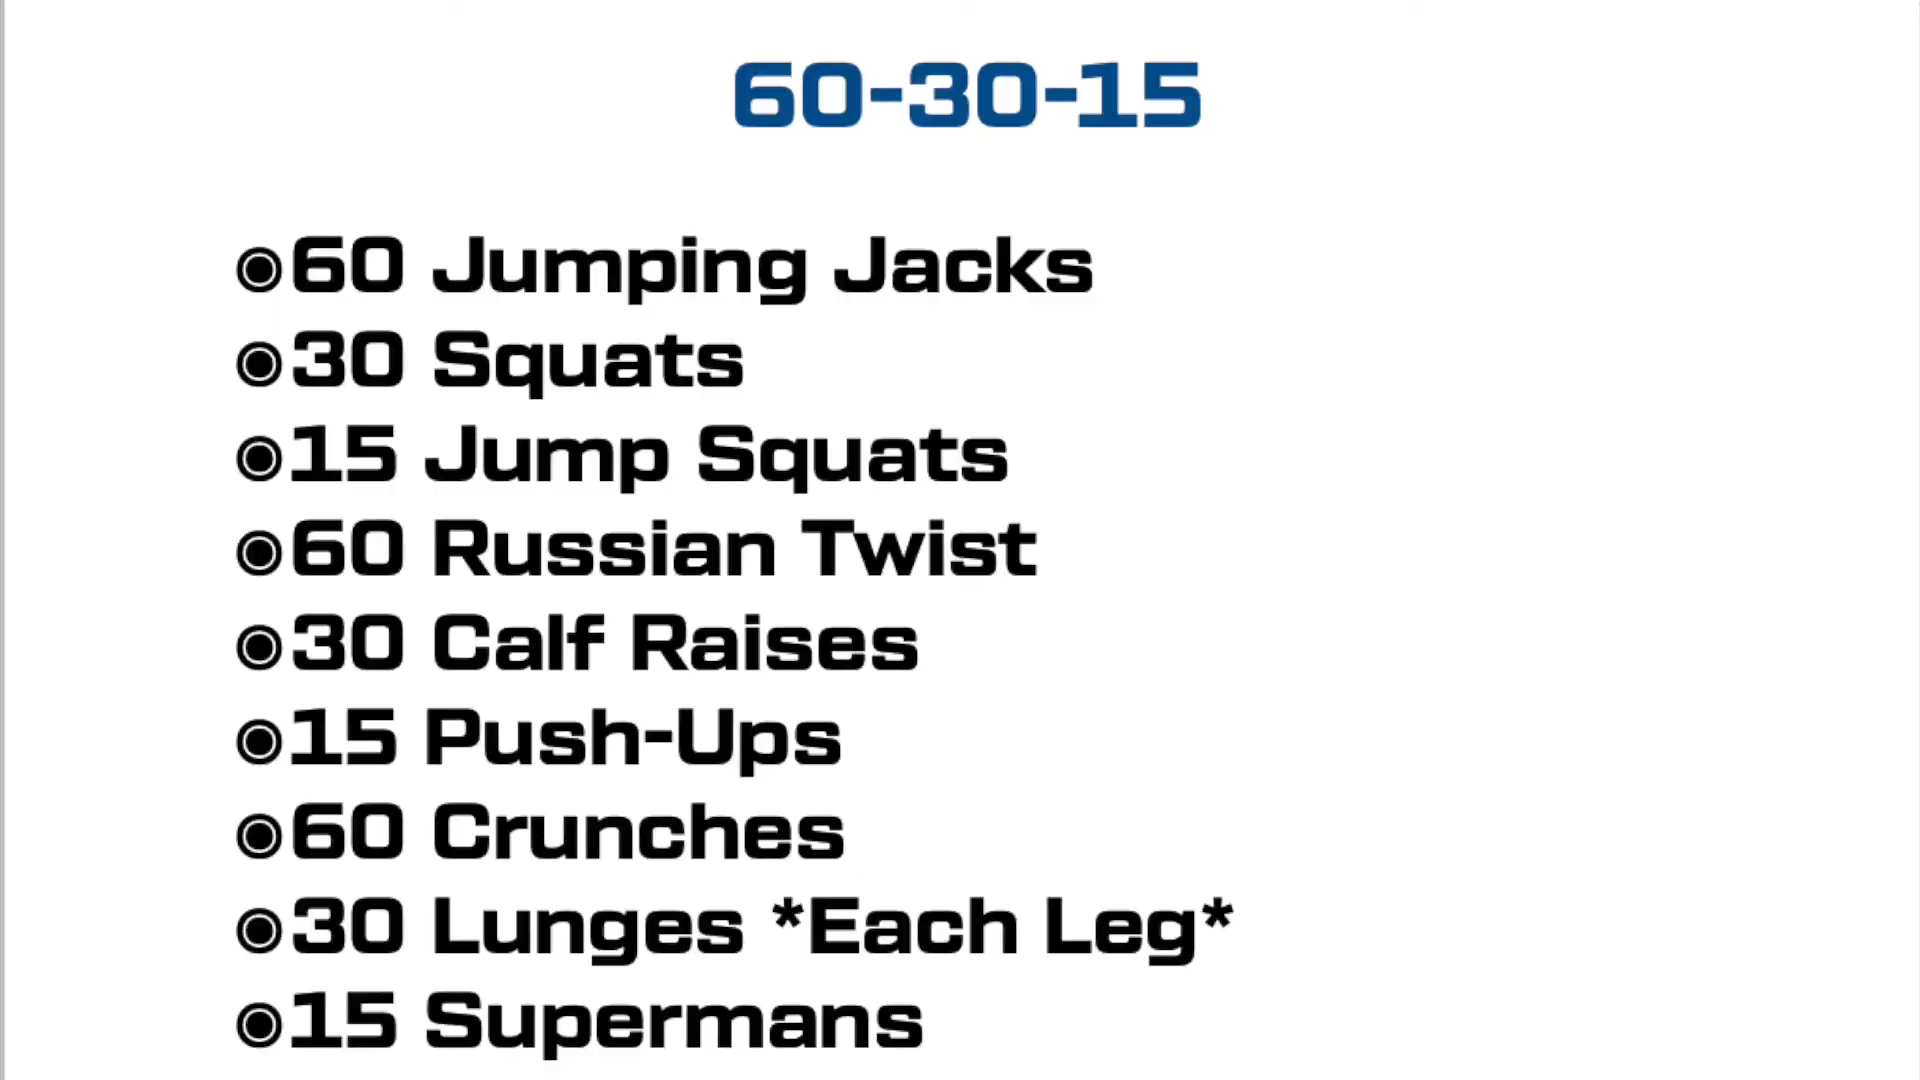 60-30-15
◉60 Jumping Jacks
◉30 Squats
◉15 Jump Squats
◉60 Russian Twist
◉30 Calf Raises
◉15 Push-Ups
◉60 Crunches
◉30 Lunges *Each Leg*
◉15 Supermans